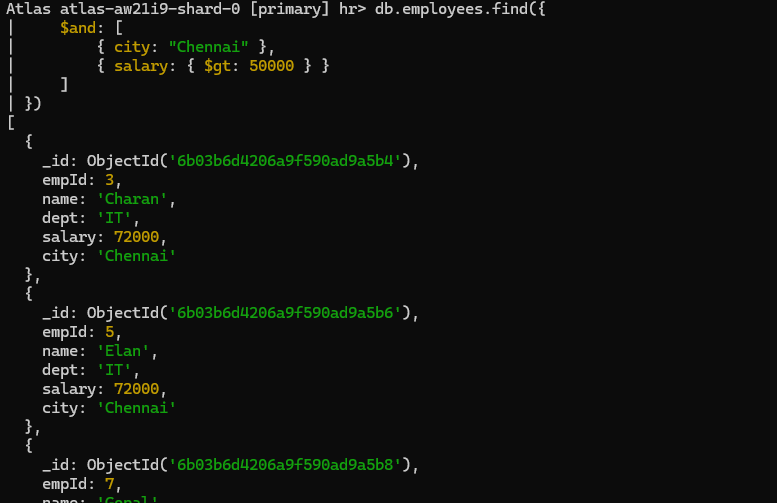 Atlas atlas-aw21i9-shard-0 [primary] hr> db.employees.find({
|     $and: [
|         { city: "Chennai" },
|         { salary: { $gt: 50000 } }
|     ]
| })
[
  {
    _id: ObjectId('6b03b6d4206a9f590ad9a5b4'),
    empId: 3,
    name: 'Charan',
    dept: 'IT',
    salary: 72000,
    city: 'Chennai'
  },
  {
    _id: ObjectId('6b03b6d4206a9f590ad9a5b6'),
    empId: 5,
    name: 'Elan',
    dept: 'IT',
    salary: 72000,
    city: 'Chennai'
  },
  {
    _id: ObjectId('6b03b6d4206a9f590ad9a5b8'),
    empId: 7,
    name: 'Gopal'